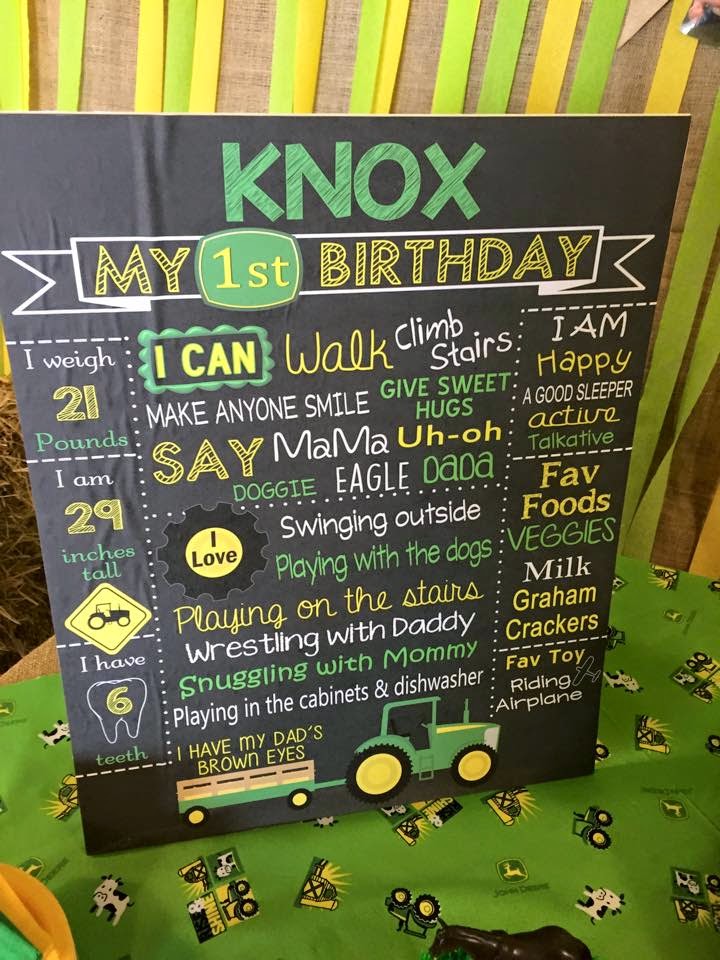 KNOX
MY 1st BIRTHDAY
I weigh
21
Pounds
I am
29
inches
tall
I have
6
teeth
I CAN Walk Climb
Stairs
MAKE ANYONE SMILE GIVE SWEET
HUGS
SAY MaMa Uh-oh
DOGGIE EAGLE DaDa
I
Love
Swinging outside
Playing with the dogs
Playing on the stairs
Wrestling with Daddy
Snuggling with Mommy
Playing in the cabinets & dishwasher
I HAVE MY DAD'S
BROWN EYES
I AM
Happy
A GOOD SLEEPER
active
Talkative
Fav
Foods
VEGGIES
Milk
Graham
Crackers
Fav Toy
Riding
Airplane
JOHN DEERE